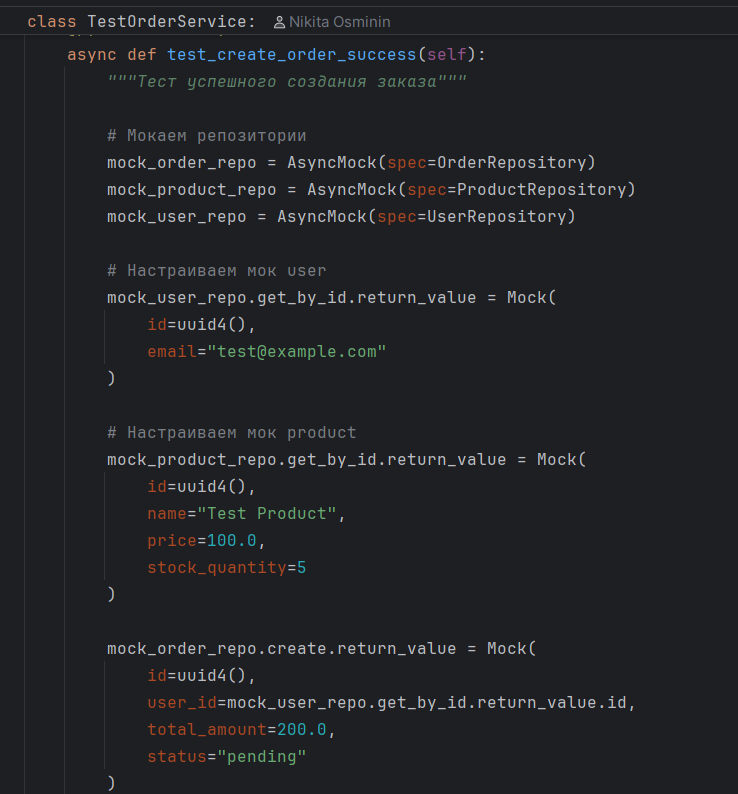 class TestOrderService: Nikita Osminin
async def test_create_order_success(self):
"""Тест успешного создания заказа"""
# Мокаем репозитории
mock_order_repo = AsyncMock(spec=OrderRepository)
mock_product_repo = AsyncMock(spec=ProductRepository)
mock_user_repo = AsyncMock(spec=UserRepository)
# Настраиваем мок user
mock_user_repo.get_by_id.return_value = Mock(
id=uuid4(),
email="test@example.com"
)
# Настраиваем мок product
mock_product_repo.get_by_id.return_value = Mock(
id=uuid4(),
name="Test Product",
price=100.0,
stock_quantity=5
)
mock_order_repo.create.return_value = Mock(
id=uuid4(),
user_id=mock_user_repo.get_by_id.return_value.id,
total_amount=200.0,
status="pending"
)